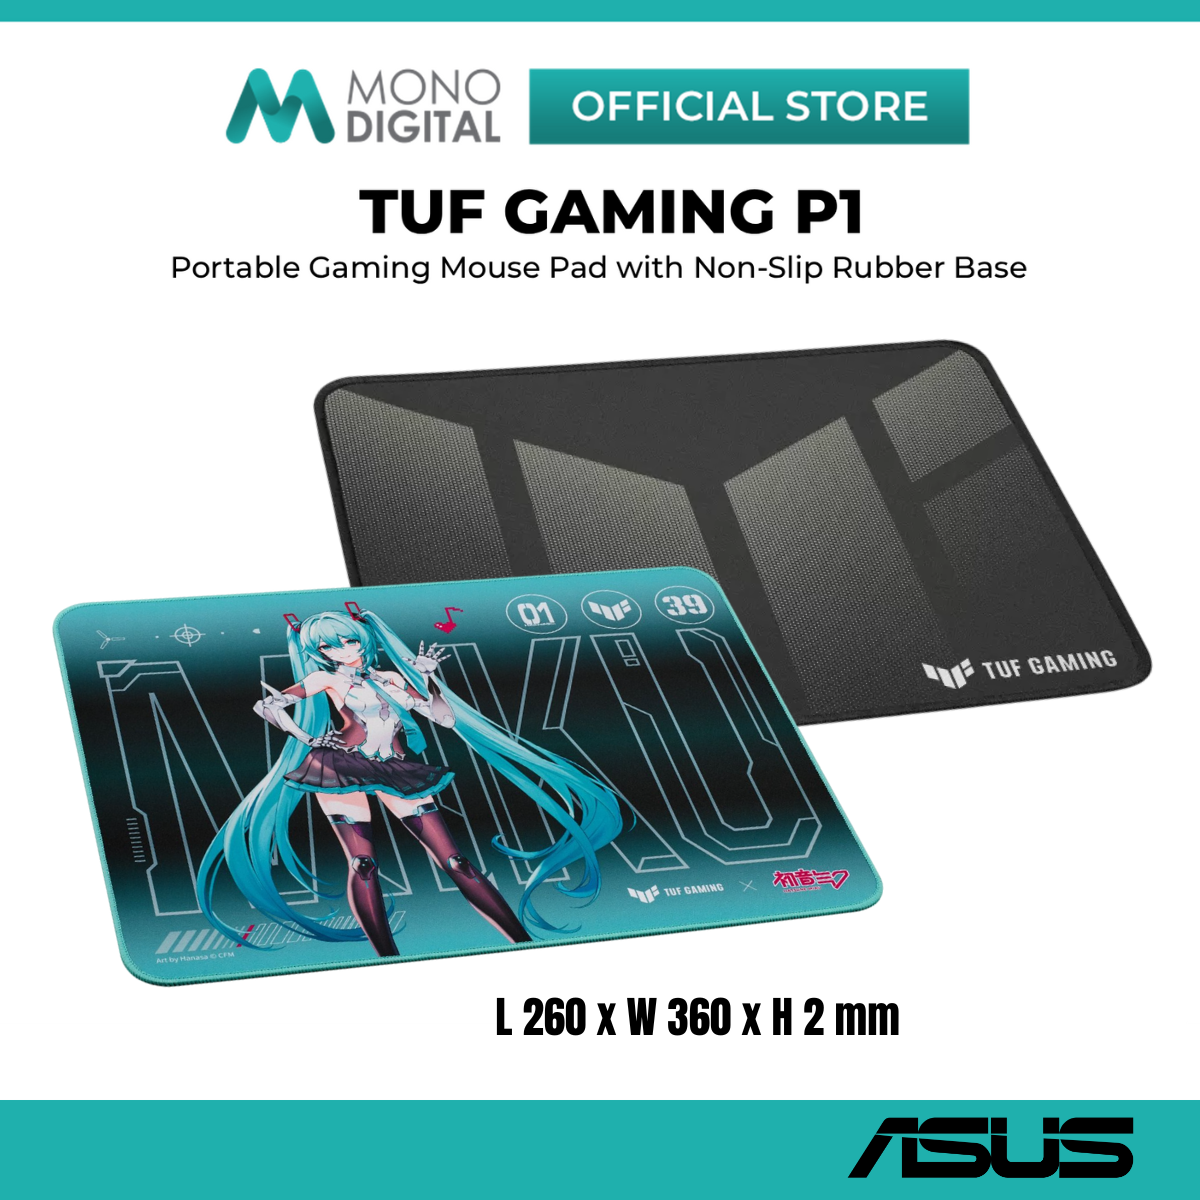 MONO
DIGITAL
OFFICIAL STORE
TUF GAMING P1
Portable Gaming Mouse Pad with Non-Slip Rubber Base
TUF GAMING
01
39
MIKU
TUF GAMING
初音ミク
Art by Hanasa © CFM
L 260 x W 360 x H 2 mm
ASUS